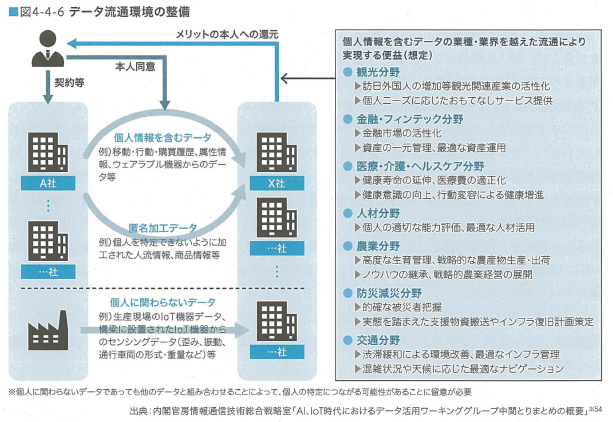 ■図4-4-6 データ流通環境の整備
メリットの本人への還元
本人同意
契約等
A社
…社
個人情報を含むデータ
例)移動・行動・購買履歴、属性情
報、ウェアラブル機器からのデー
タ等
匿名加工データ
例)個人を特定できないように加
工された人流情報、商品情報等
X社
…社
個人に関わらないデータ
例)生産現場のIoT機器データ、
橋梁に設置されたIoT機器から
のセンシングデータ(歪み、振動、
通行車両の形式・重量など)等
…社
個人情報を含むデータの業種・業界を越えた流通により
実現する便益(想定)
● 観光分野
▶訪日外国人の増加等観光関連産業の活性化
▶個人ニーズに応じたおもてなしサービス提供
● 金融・フィンテック分野
▶金融市場の活性化
▶資産の一元管理、最適な資産運用
● 医療・介護・ヘルスケア分野
▶健康寿命の延伸、医療費の適正化
▶健康意識の向上、行動変容による健康増進
● 人材分野
▶個人の適切な能力評価、最適な人材活用
● 農業分野
▶高度な生育管理、戦略的な農産物生産・出荷
▶ノウハウの継承、戦略的農業経営の展開
● 防災減災分野
▶的確な被災者把握
▶実態を踏まえた支援物資搬送やインフラ復旧計画策定
● 交通分野
▶渋滞緩和による環境改善、最適なインフラ管理
▶混雑状況や天候に応じた最適なナビゲーション
※個人に関わらないデータであっても他のデータと組み合わせることによって、個人の特定につながる可能性があることに留意が必要
出典:内閣官房情報通信技術総合戦略室「AI、IoT時代におけるデータ活用ワーキンググループ中間とりまとめの概要」※54